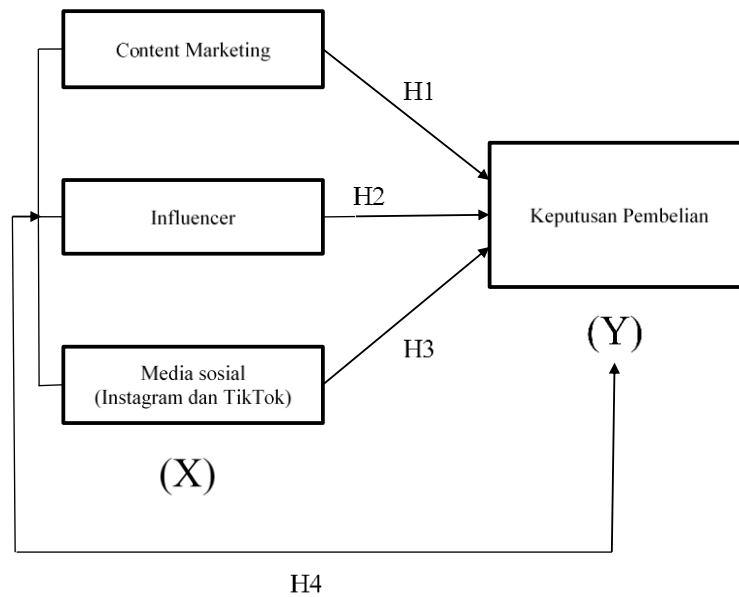 Content Marketing
H1
Influencer
H2
Keputusan Pembelian
(Y)
H3
Media sosial
(Instagram dan TikTok)
(X)
H4